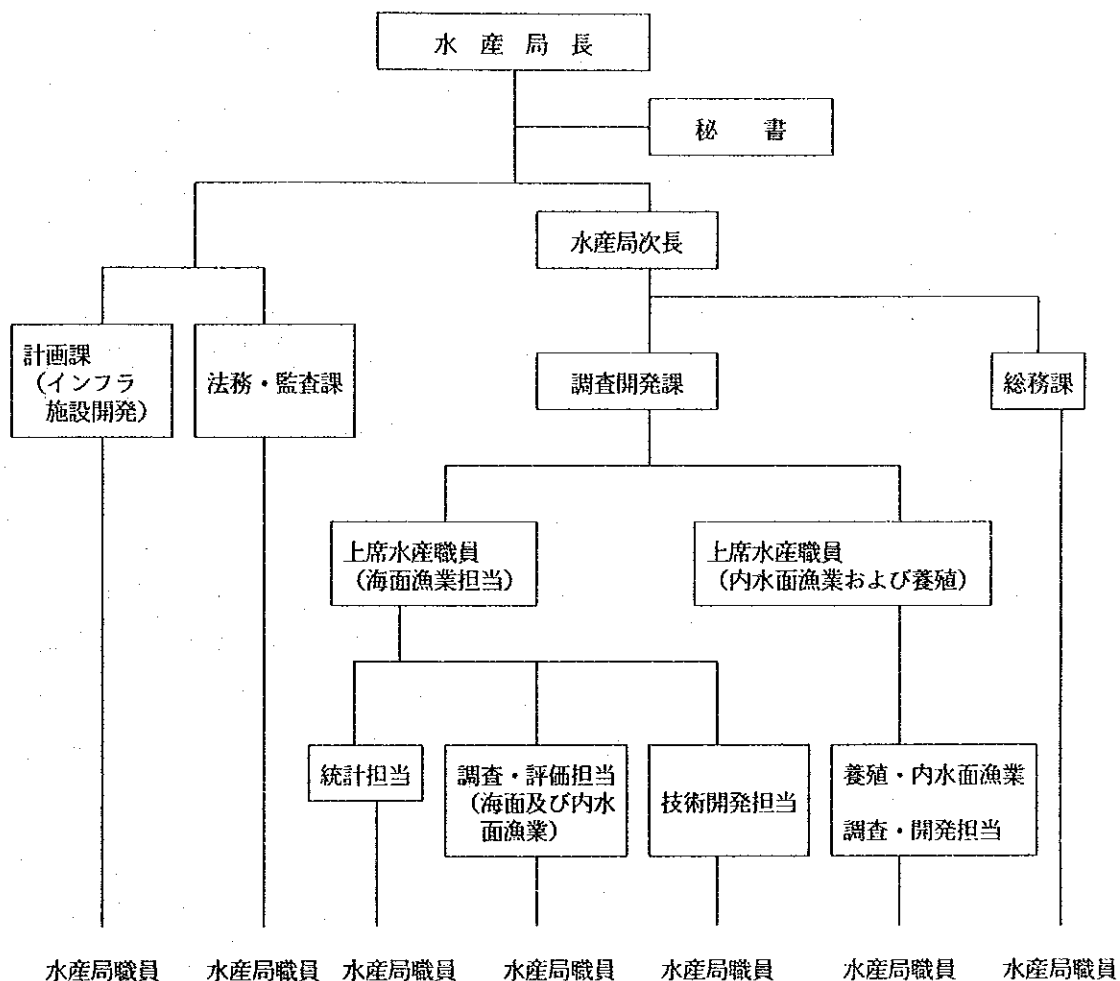 水産局長
秘書
水産局次長
計画課
(インフラ
施設開発)
法務・監査課
調査開発課
総務課
上席水産職員
(海面漁業担当)
上席水産職員
(内水面漁業および養殖)
統計担当
調査・評価担当
(海面及び内水
面漁業)
技術開発担当
養殖・内水面漁業
調査・開発担当
水産局職員
水産局職員
水産局職員
水産局職員
水産局職員
水産局職員
水産局職員